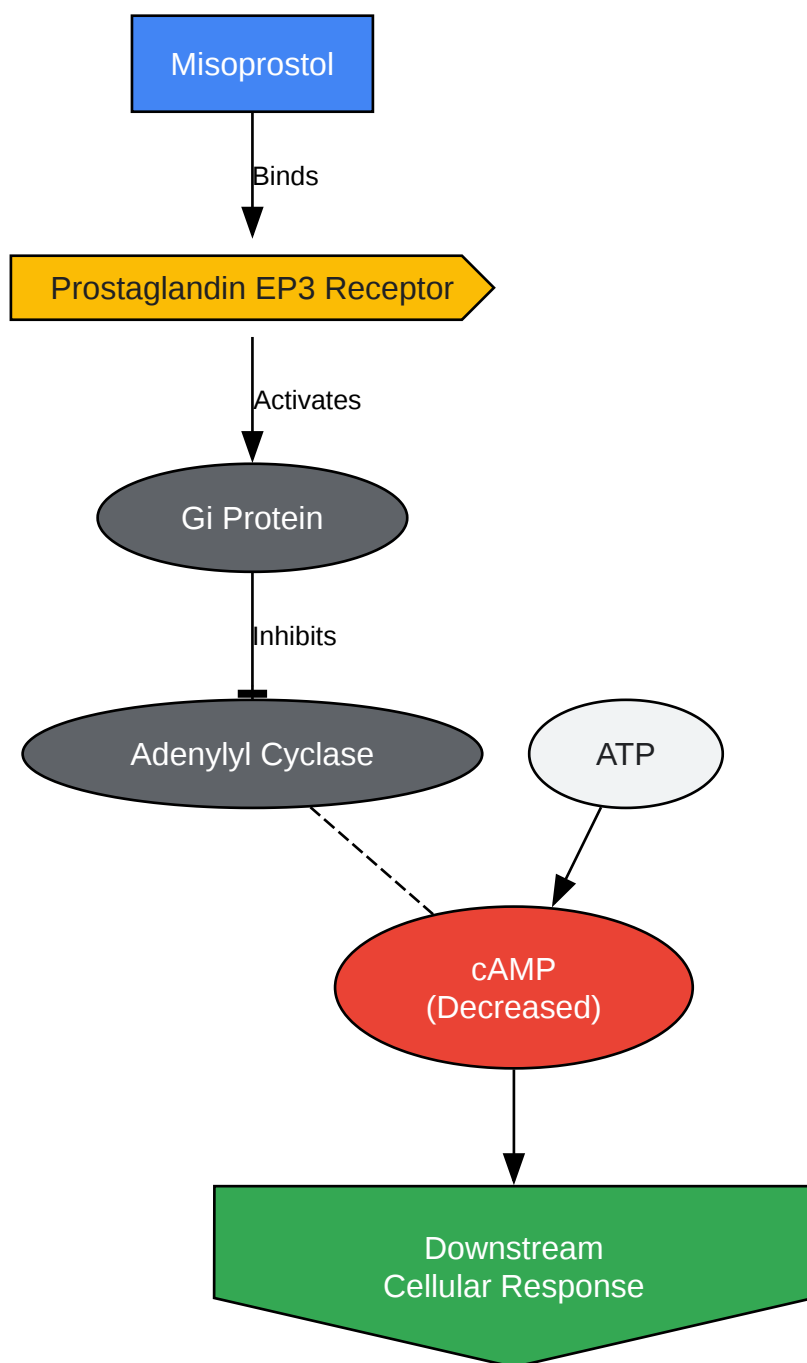 Misoprostol
Binds
Prostaglandin EP3 Receptor
Activates
Gi Protein
Inhibits
Adenylyl Cyclase
ATP
cAMP
(Decreased)
Downstream
Cellular Response